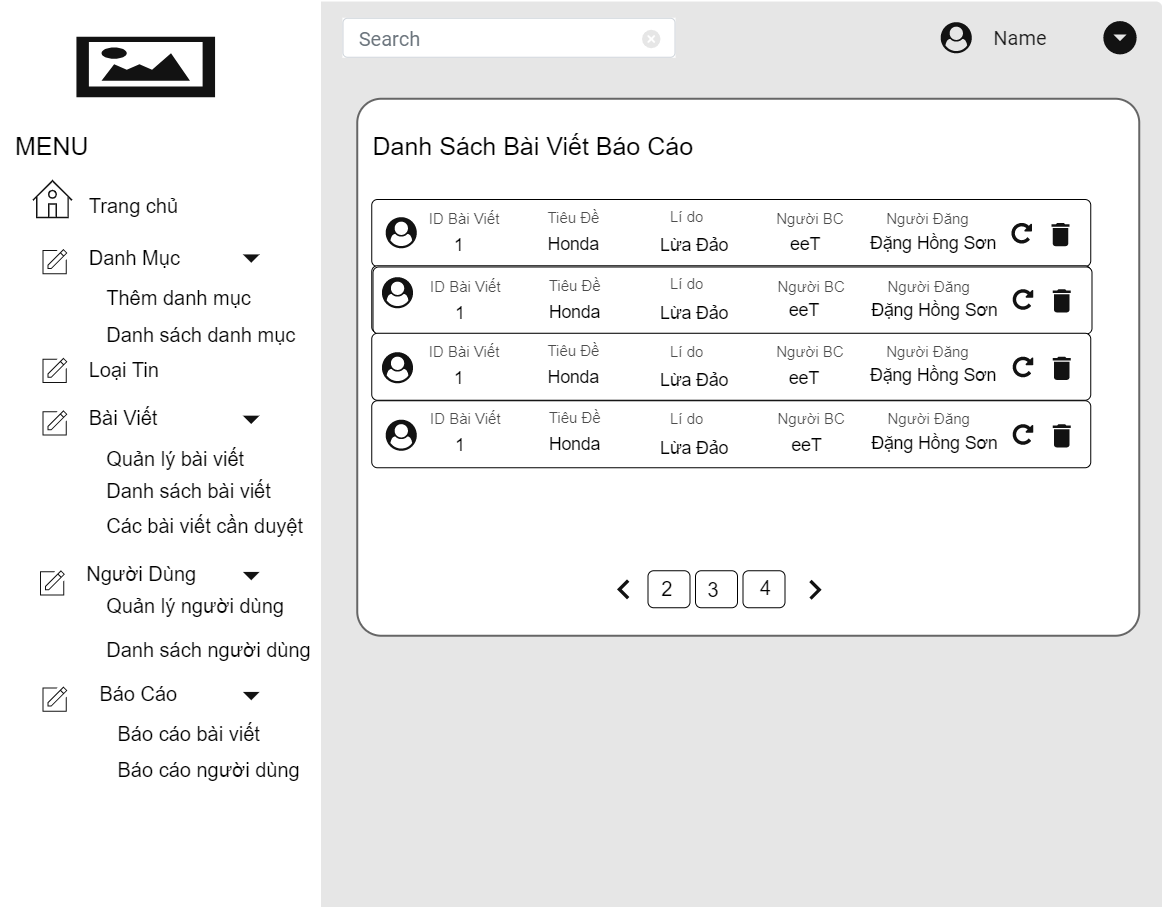 Search
Name
MENU
Trang chủ
Danh Mục
Thêm danh mục
Danh sách danh mục
Loại Tin
Bài Viết
Quản lý bài viết
Danh sách bài viết
Các bài viết cần duyệt
Người Dùng
Quản lý người dùng
Danh sách người dùng
Báo Cáo
Báo cáo bài viết
Báo cáo người dùng
Danh Sách Bài Viết Báo Cáo
ID Bài Viết Tiêu Đề Lí do Người BC Người Đăng
1 Honda Lừa Đảo eeT Đặng Hồng Sơn
ID Bài Viết Tiêu Đề Lí do Người BC Người Đăng
1 Honda Lừa Đảo eeT Đặng Hồng Sơn
ID Bài Viết Tiêu Đề Lí do Người BC Người Đăng
1 Honda Lừa Đảo eeT Đặng Hồng Sơn
ID Bài Viết Tiêu Đề Lí do Người BC Người Đăng
1 Honda Lừa Đảo eeT Đặng Hồng Sơn
2 3 4